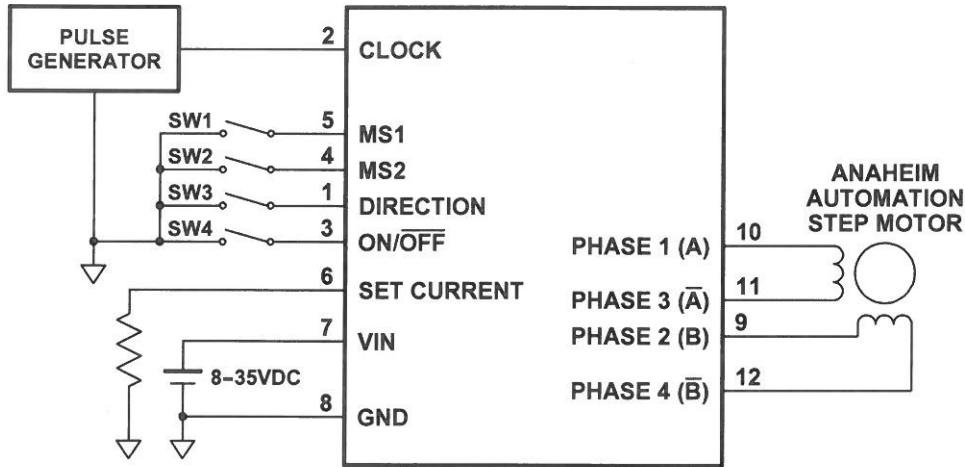 PULSE
GENERATOR
2
CLOCK
SW1
5
MS1
SW2
4
MS2
SW3
1
DIRECTION
SW4
3
ON/O̅F̅F̅
6
SET CURRENT
7
VIN
8–35VDC
8
GND
ANAHEIM
AUTOMATION
STEP MOTOR
PHASE 1 (A)
10
PHASE 3 (A̅)
11
PHASE 2 (B)
9
PHASE 4 (B̅)
12